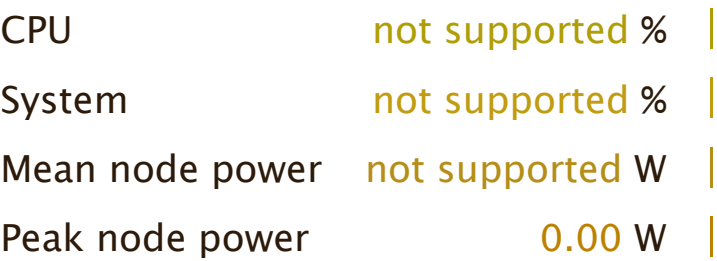 CPU not supported %
System not supported %
Mean node power not supported W
Peak node power 0.00 W